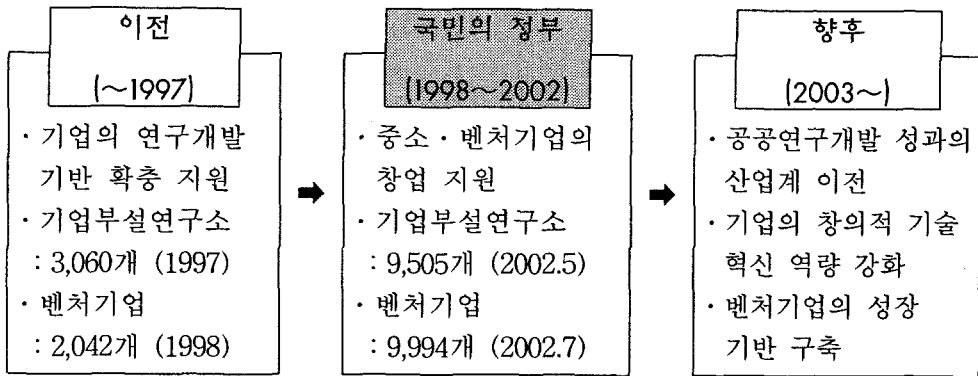 이전
(~1997)
· 기업의 연구개발
기반 확충 지원
· 기업부설연구소
: 3,060개 (1997)
· 벤처기업
: 2,042개 (1998)
국민의 정부
(1998~2002)
· 중소 · 벤처기업의
창업 지원
· 기업부설연구소
: 9,505개 (2002.5)
· 벤처기업
: 9,994개 (2002.7)
향후
(2003~)
· 공공연구개발 성과의
산업계 이전
· 기업의 창의적 기술
혁신 역량 강화
· 벤처기업의 성장
기반 구축